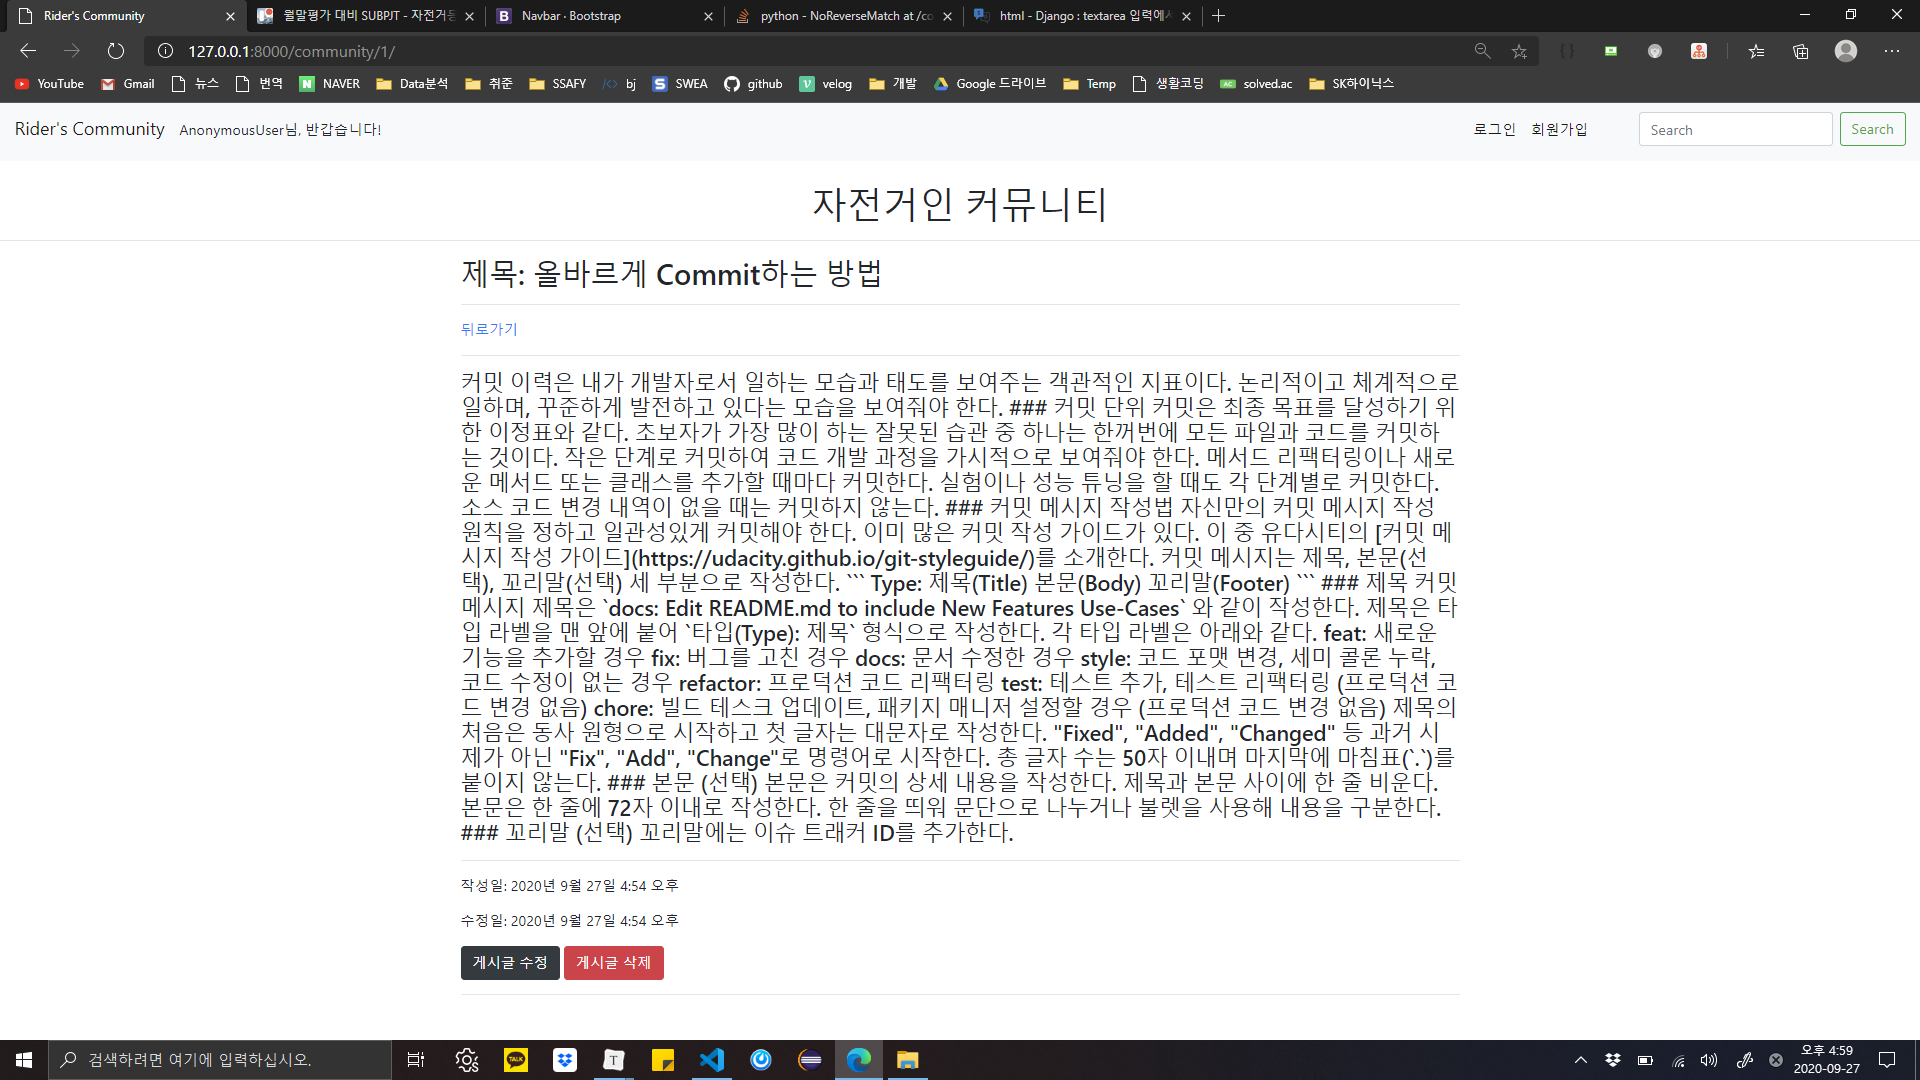 Rider's Community
월말평가 대비 SUBPJT - 자전거동
Navbar · Bootstrap
python - NoReverseMatch at /co
html - Django : textarea 입력에서
127.0.0.1:8000/community/1/
YouTube Gmail 뉴스 번역 NAVER Data분석 취준 SSAFY bj SWEA github velog 개발 Google 드라이브 Temp 생활코딩 solved.ac SK하이닉스
Rider's Community AnonymousUser님, 반갑습니다! 로그인 회원가입 Search Search
자전거인 커뮤니티
제목: 올바르게 Commit하는 방법
뒤로가기
커밋 이력은 내가 개발자로서 일하는 모습과 태도를 보여주는 객관적인 지표이다. 논리적이고 체계적으로
일하며, 꾸준하게 발전하고 있다는 모습을 보여줘야 한다. ### 커밋 단위 커밋은 최종 목표를 달성하기 위
한 이정표와 같다. 초보자가 가장 많이 하는 잘못된 습관 중 하나는 한꺼번에 모든 파일과 코드를 커밋하
는 것이다. 작은 단계로 커밋하여 코드 개발 과정을 가시적으로 보여줘야 한다. 메서드 리팩터링이나 새로
운 메서드 또는 클래스를 추가할 때마다 커밋한다. 실험이나 성능 튜닝을 할 때도 각 단계별로 커밋한다.
소스 코드 변경 내역이 없을 때는 커밋하지 않는다. ### 커밋 메시지 작성법 자신만의 커밋 메시지 작성
원칙을 정하고 일관성있게 커밋해야 한다. 이미 많은 커밋 작성 가이드가 있다. 이 중 유다시티의 [커밋 메
시지 작성 가이드](https://udacity.github.io/git-styleguide/)를 소개한다. 커밋 메시지는 제목, 본문(선
택), 꼬리말(선택) 세 부분으로 작성한다. ``` Type: 제목(Title) 본문(Body) 꼬리말(Footer) ``` ### 제목 커밋
메시지 제목은 `docs: Edit README.md to include New Features Use-Cases` 와 같이 작성한다. 제목은 타
입 라벨을 맨 앞에 붙어 `타입(Type): 제목` 형식으로 작성한다. 각 타입 라벨은 아래와 같다. feat: 새로운
기능을 추가할 경우 fix: 버그를 고친 경우 docs: 문서 수정한 경우 style: 코드 포맷 변경, 세미 콜론 누락,
코드 수정이 없는 경우 refactor: 프로덕션 코드 리팩터링 test: 테스트 추가, 테스트 리팩터링 (프로덕션 코
드 변경 없음) chore: 빌드 테스크 업데이트, 패키지 매니저 설정할 경우 (프로덕션 코드 변경 없음) 제목의
처음은 동사 원형으로 시작하고 첫 글자는 대문자로 작성한다. "Fixed", "Added", "Changed" 등 과거 시
제가 아닌 "Fix", "Add", "Change"로 명령어로 시작한다. 총 글자 수는 50자 이내며 마지막에 마침표(`.`)를
붙이지 않는다. ### 본문 (선택) 본문은 커밋의 상세 내용을 작성한다. 제목과 본문 사이에 한 줄 비운다.
본문은 한 줄에 72자 이내로 작성한다. 한 줄을 띄워 문단으로 나누거나 불렛을 사용해 내용을 구분한다.
### 꼬리말 (선택) 꼬리말에는 이슈 트래커 ID를 추가한다.
작성일: 2020년 9월 27일 4:54 오후
수정일: 2020년 9월 27일 4:54 오후
게시글 수정 게시글 삭제
검색하려면 여기에 입력하십시오.
TALK
T
오후 4:59
2020-09-27